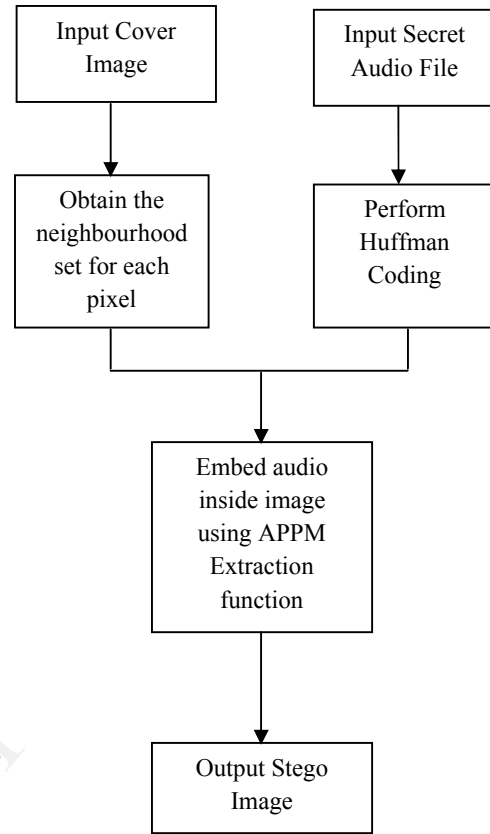 Input Cover
Image
Input Secret
Audio File
Obtain the
neighbourhood
set for each
pixel
Perform
Huffman
Coding
Embed audio
inside image
using APPM
Extraction
function
Output Stego
Image